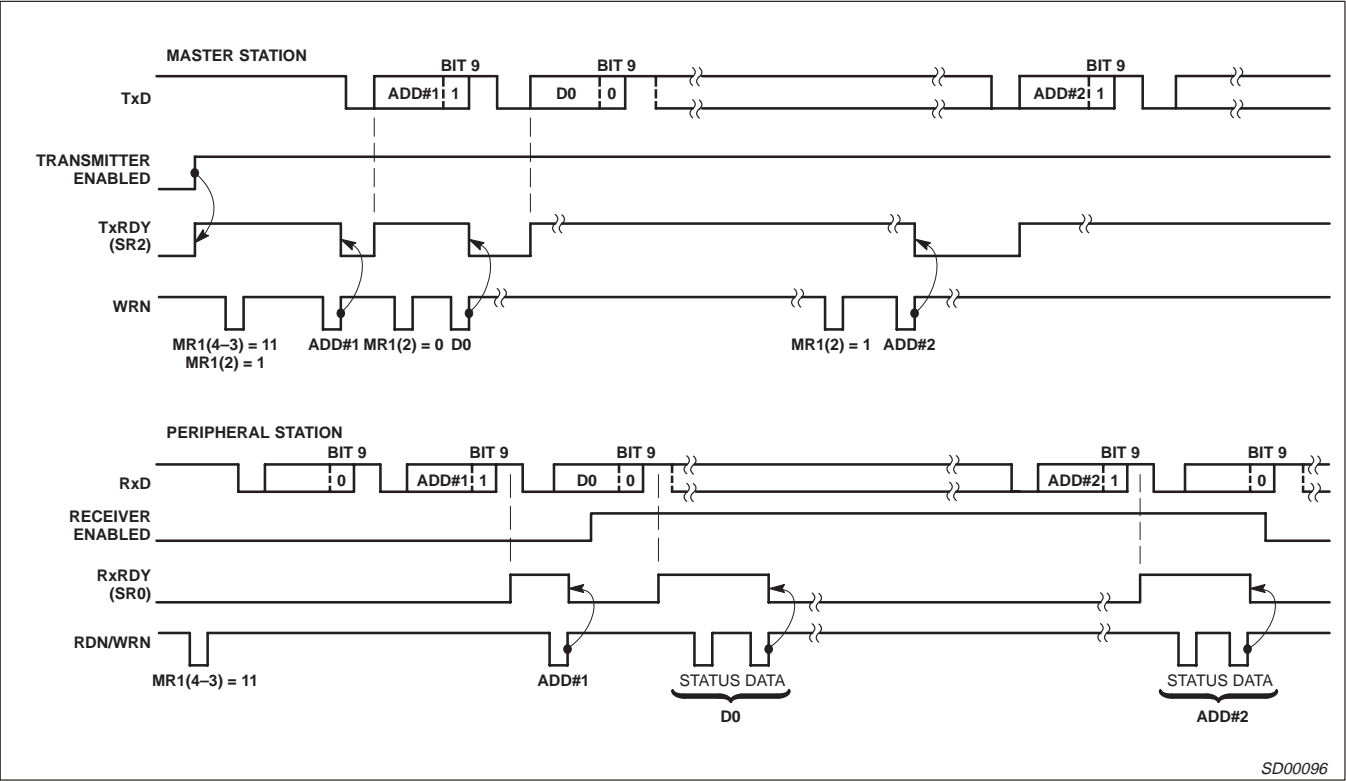 MASTER STATION
BIT 9 BIT 9 BIT 9
TxD ADD#1 1 D0 0 ADD#2 1
TRANSMITTER
ENABLED
TxRDY
(SR2)
WRN
MR1(4–3) = 11 ADD#1 MR1(2) = 0 D0 MR1(2) = 1 ADD#2
MR1(2) = 1
PERIPHERAL STATION
BIT 9 BIT 9 BIT 9 BIT 9 BIT 9
RxD 0 ADD#1 1 D0 0 ADD#2 1 0
RECEIVER
ENABLED
RxRDY
(SR0)
RDN/WRN
MR1(4–3) = 11 ADD#1 STATUS DATA STATUS DATA
D0 ADD#2
SD00096